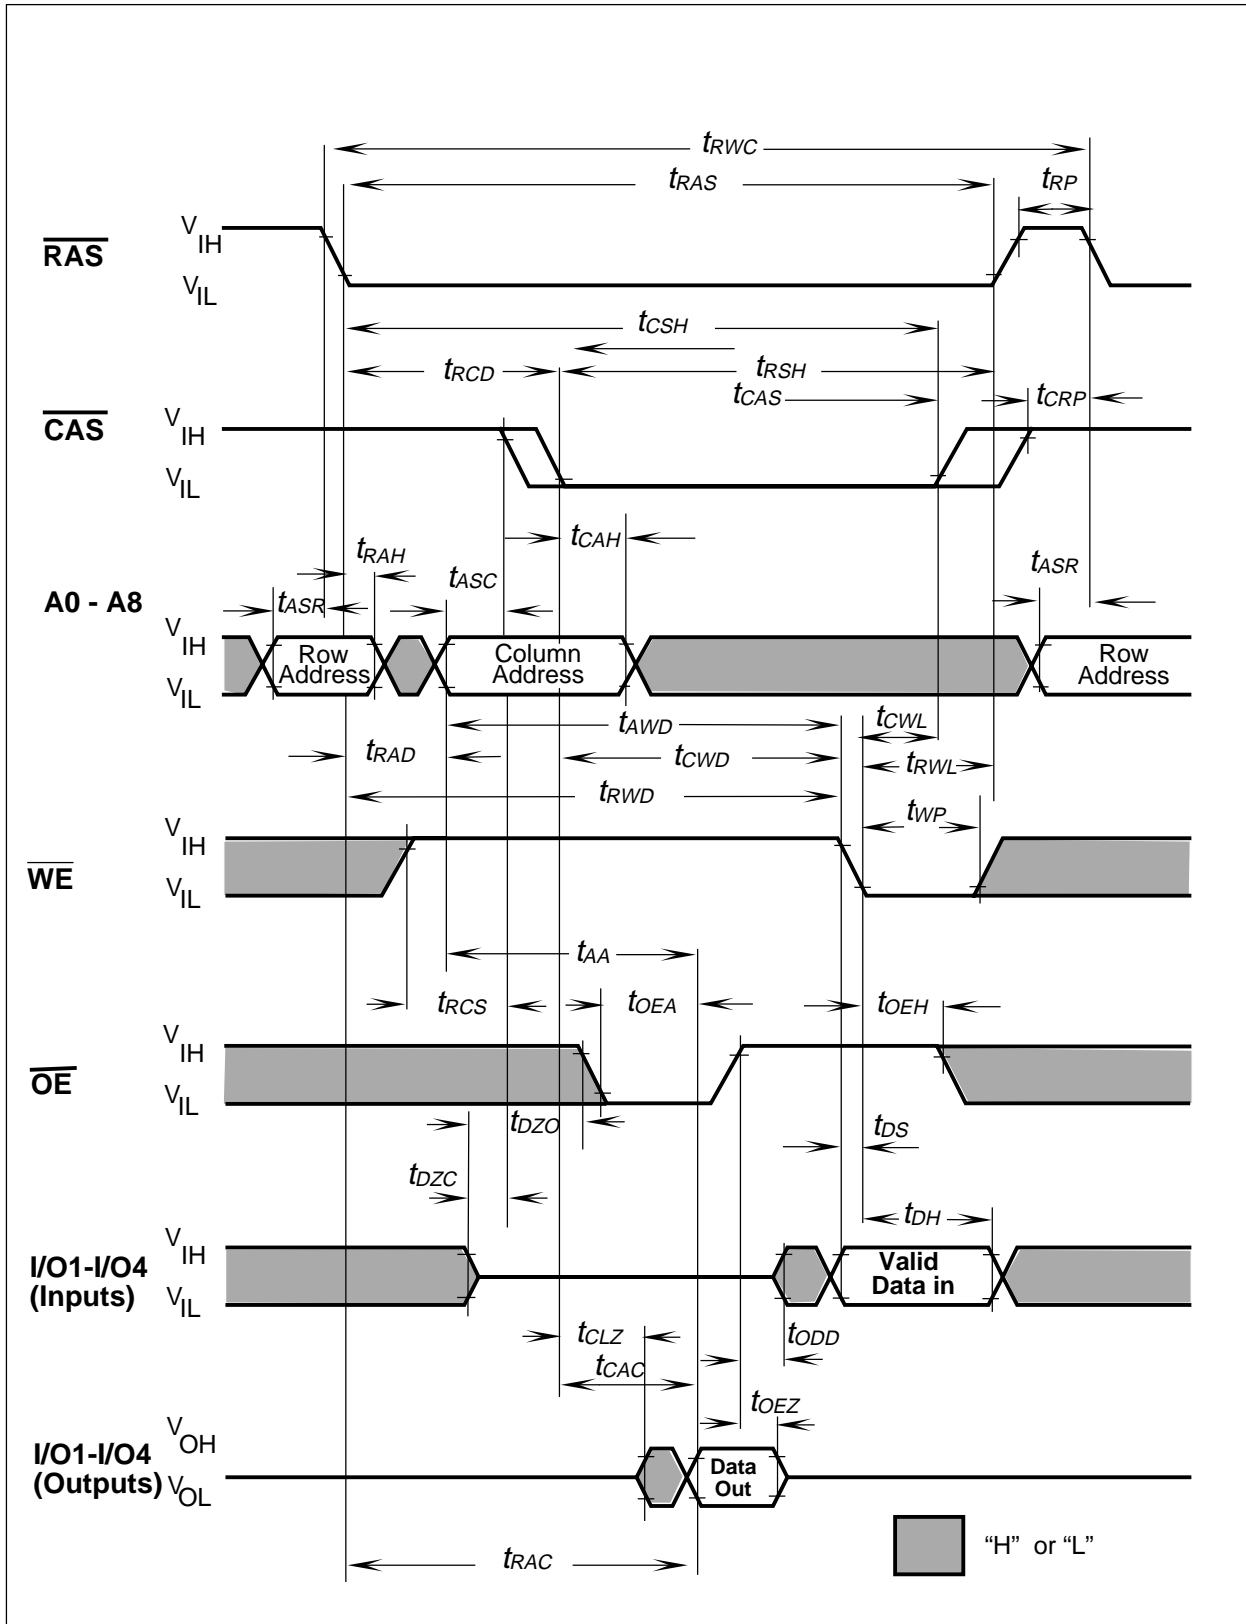 tRWC
tRAS
tRP
RAS
VIH
VIL
tCSH
tRCD
tRSH
tCAS
tCRP
CAS
VIH
VIL
tCAH
tRAH
tASC
tASR
tASR
A0 - A8
VIH
VIL
Row
Address
Column
Address
Row
Address
tAWD
tCWL
tRAD
tCWD
tRWL
tRWD
tWP
WE
VIH
VIL
tAA
tRCS
tOEA
tOEH
OE
VIH
VIL
tDZO
tDS
tDZC
tDH
I/O1-I/O4
(Inputs)
VIH
VIL
Valid
Data in
tCLZ
tODD
tCAC
tOEZ
I/O1-I/O4
(Outputs)
VOH
VOL
Data
Out
“H” or “L”
tRAC